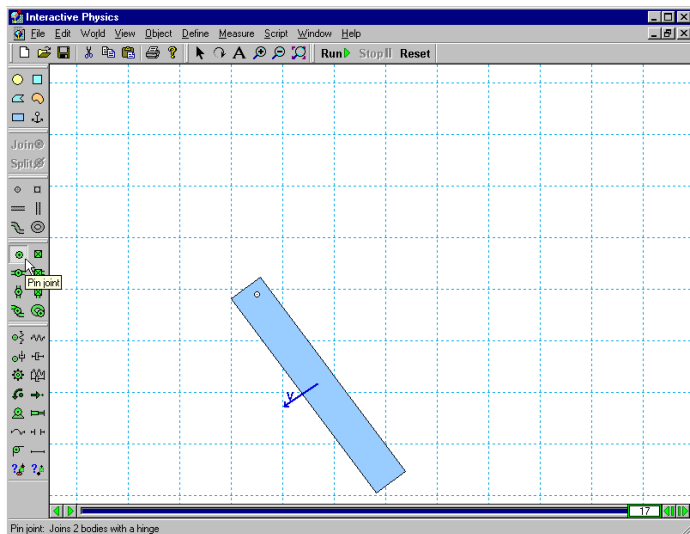 Interactive Physics
File Edit World View Object Define Measure Script Window Help
A Run Stop Reset
Join
Split
Pin joint
V
17
Pin joint: Joins 2 bodies with a hinge